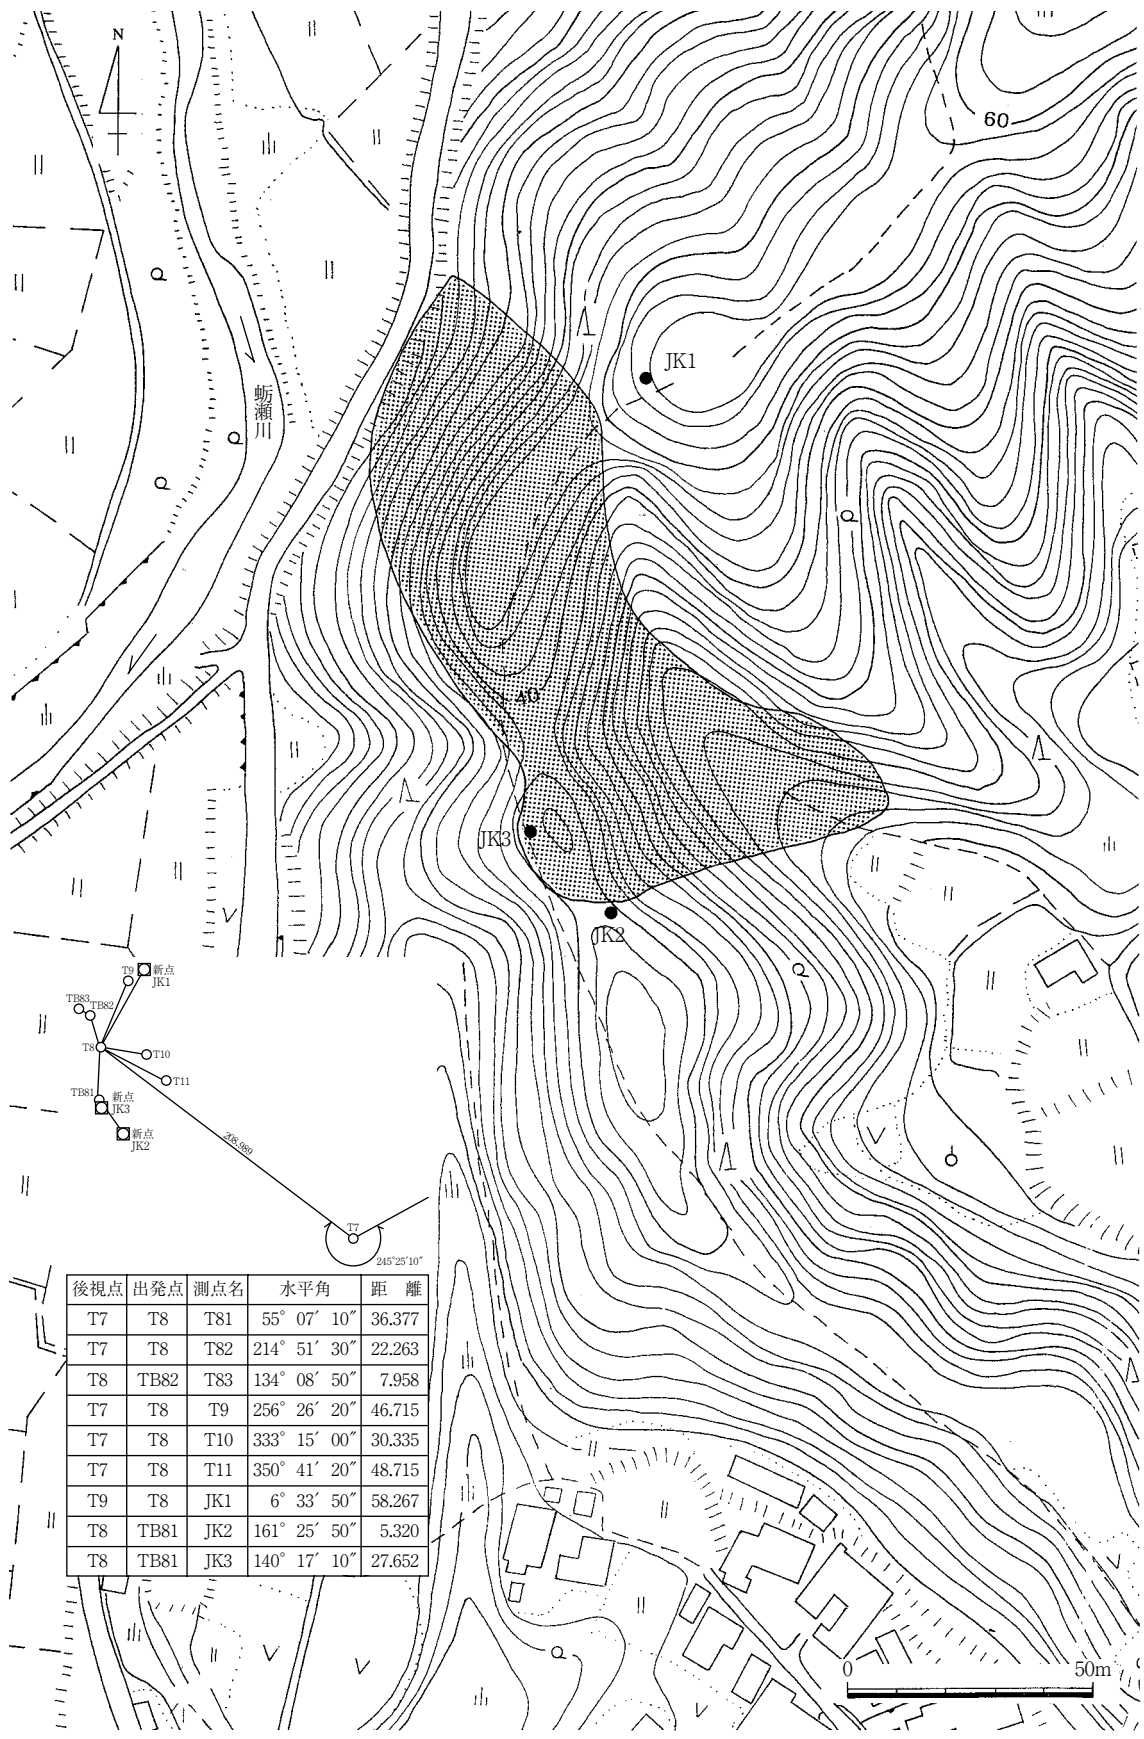 N
60
JK1
蛎瀬川
40
JK3
JK2
T9
新点
JK1
TB83
TB82
T8
T10
T11
TB81
新点
JK3
新点
JK2
208.989
T7
245°25′10″
後視点 出発点 測点名 水平角 距 離
T7 T8 T81 55° 07′ 10″ 36.377
T7 T8 T82 214° 51′ 30″ 22.263
T8 TB82 T83 134° 08′ 50″ 7.958
T7 T8 T9 256° 26′ 20″ 46.715
T7 T8 T10 333° 15′ 00″ 30.335
T7 T8 T11 350° 41′ 20″ 48.715
T9 T8 JK1 6° 33′ 50″ 58.267
T8 TB81 JK2 161° 25′ 50″ 5.320
T8 TB81 JK3 140° 17′ 10″ 27.652
0 50m